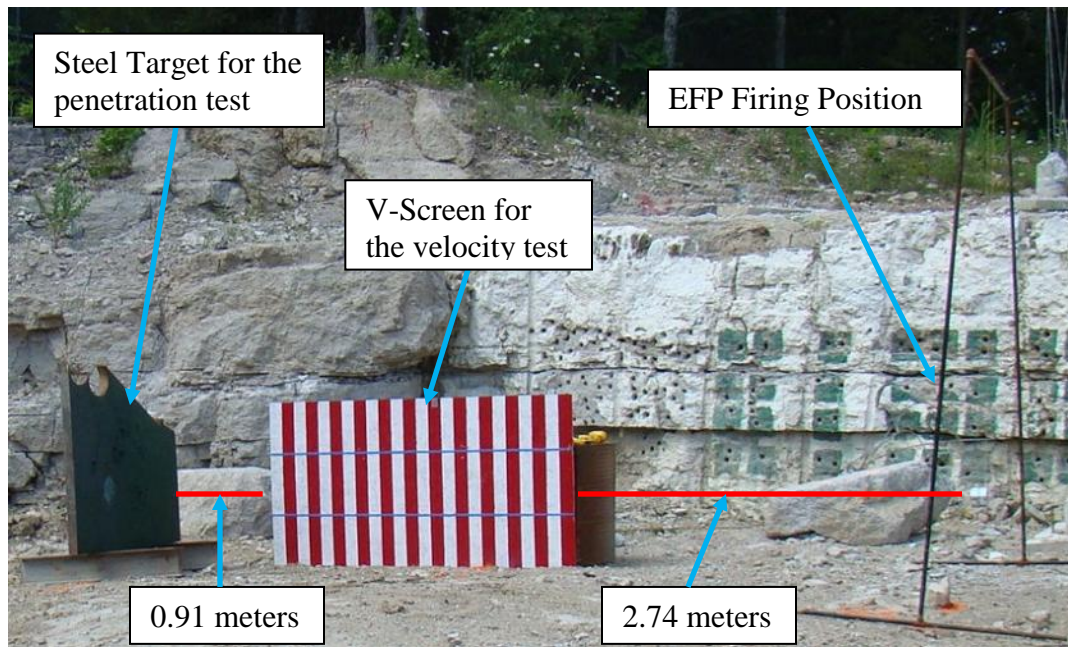 Steel Target for the
penetration test
EFP Firing Position
V-Screen for
the velocity test
0.91 meters
2.74 meters